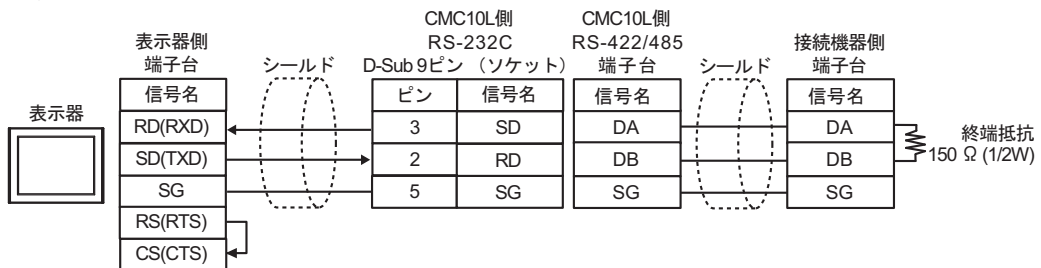 表示器
表示器側
端子台
信号名
RD(RXD)
SD(TXD)
SG
RS(RTS)
CS(CTS)
シールド
CMC10L側
RS-232C
D-Sub 9ピン （ソケット）
ピン 信号名
3 SD
2 RD
5 SG
CMC10L側
RS-422/485
端子台
信号名
DA
DB
SG
シールド
接続機器側
端子台
信号名
DA
DB
SG
終端抵抗
150 Ω (1/2W)